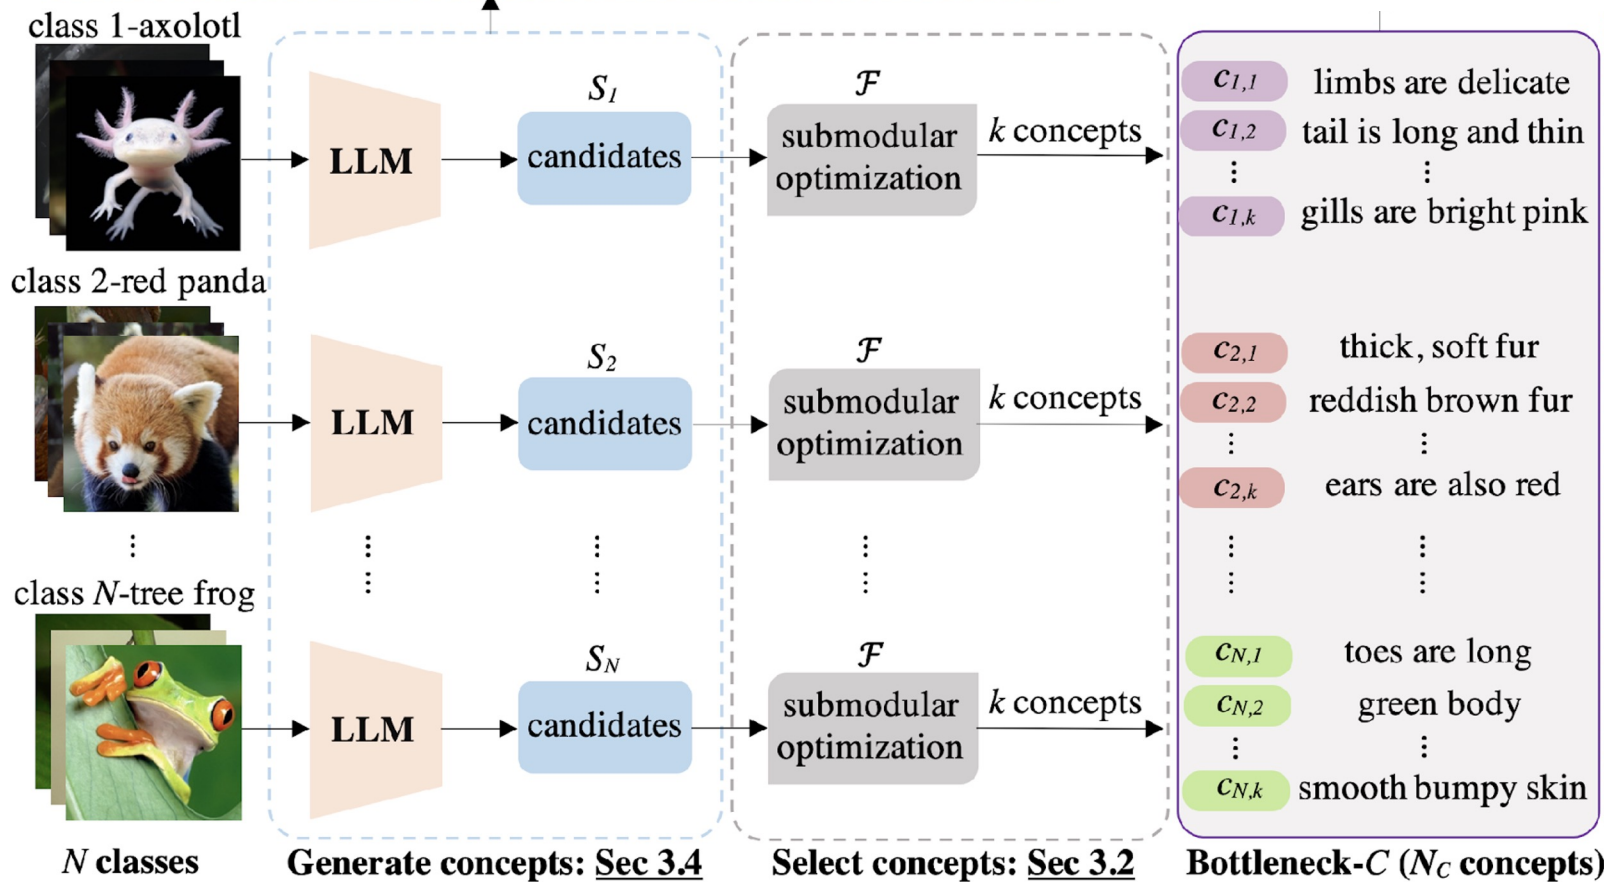 class 1-axolotl
LLM
S1
candidates
F
submodular
optimization
k concepts
c1,1 limbs are delicate
c1,2 tail is long and thin
⋮ ⋮
c1,k gills are bright pink
class 2-red panda
LLM
S2
candidates
F
submodular
optimization
k concepts
c2,1 thick, soft fur
c2,2 reddish brown fur
⋮ ⋮
c2,k ears are also red
⋮ ⋮ ⋮ ⋮ ⋮ ⋮
⋮ ⋮ ⋮ ⋮ ⋮
class N-tree frog
LLM
SN
candidates
F
submodular
optimization
k concepts
cN,1 toes are long
cN,2 green body
⋮ ⋮
cN,k smooth bumpy skin
N classes
Generate concepts: Sec 3.4
Select concepts: Sec 3.2
Bottleneck-C (NC concepts)